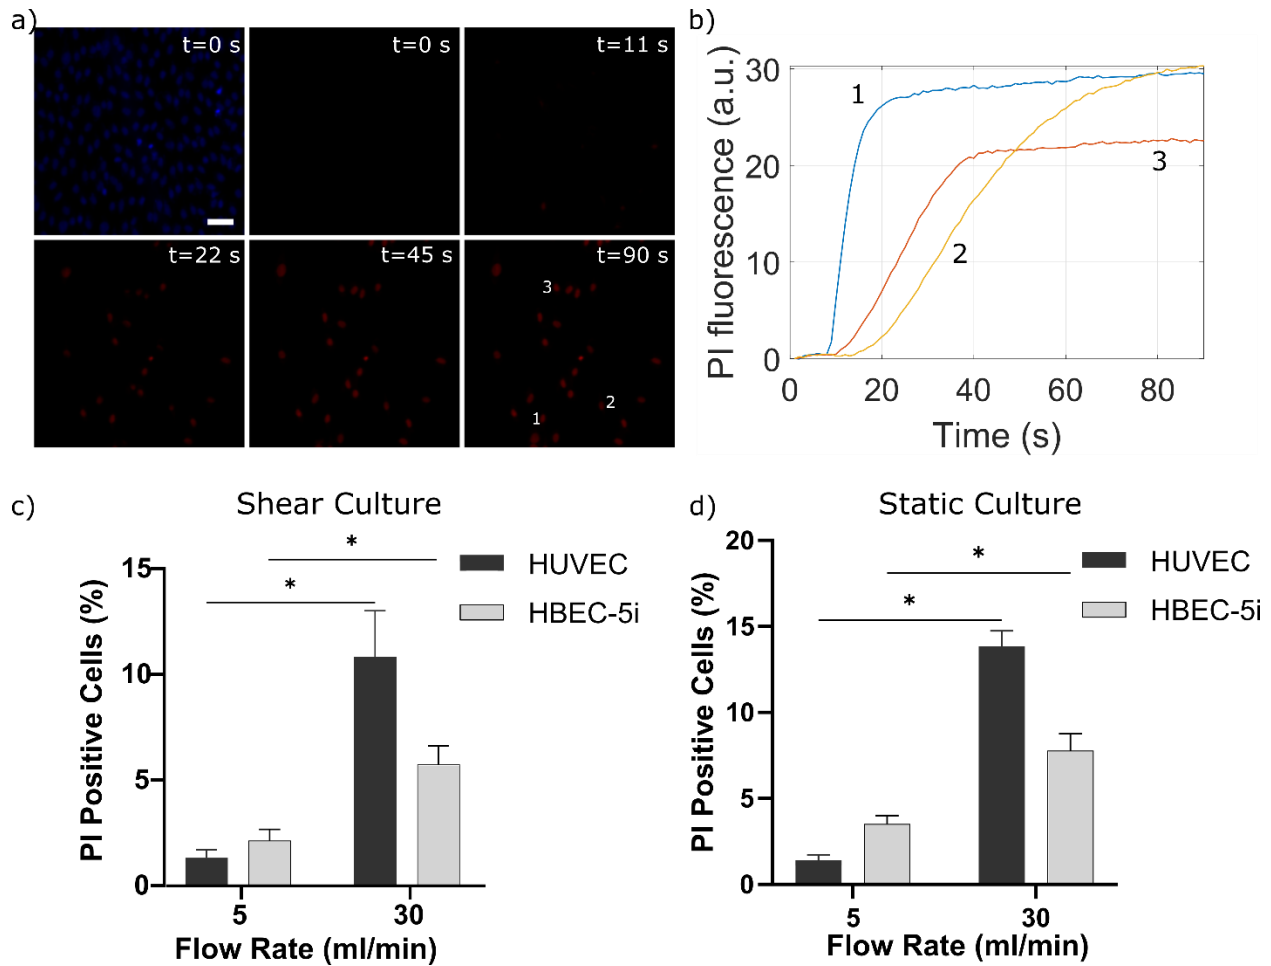 a)
t=0 s
t=0 s
t=11 s
t=22 s
t=45 s
t=90 s
3
2
1
b)
PI fluorescence (a.u.)
30
20
10
0
1
2
3
0 20 40 60 80
Time (s)
c)
Shear Culture
PI Positive Cells (%)
15
10
5
0
*
*
HUVEC
HBEC-5i
5 30
Flow Rate (ml/min)
d)
Static Culture
PI Positive Cells (%)
20
15
10
5
0
*
*
HUVEC
HBEC-5i
5 30
Flow Rate (ml/min)